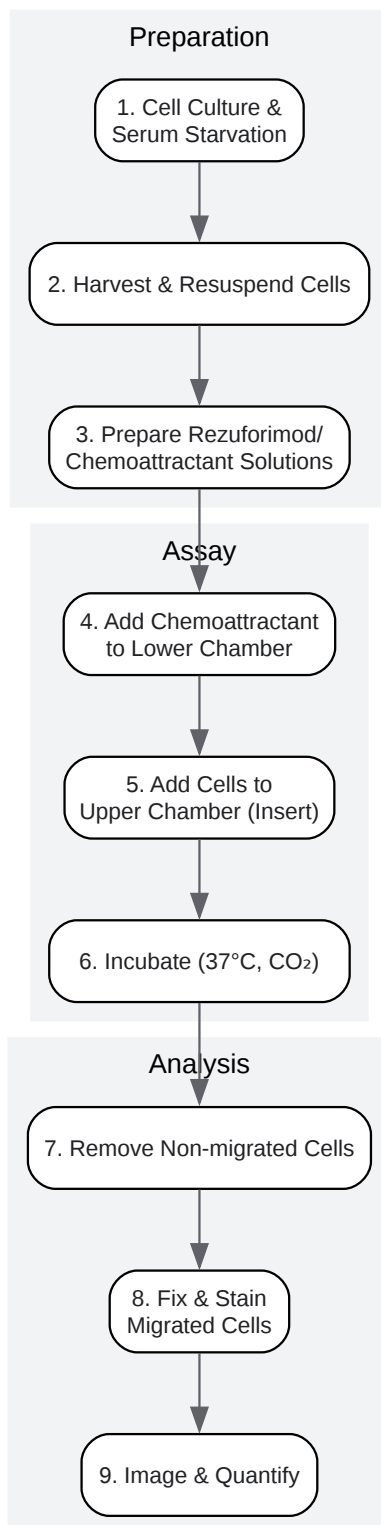 Preparation
1. Cell Culture &
Serum Starvation
2. Harvest & Resuspend Cells
3. Prepare Rezuforimod/
Chemoattractant Solutions
Assay
4. Add Chemoattractant
to Lower Chamber
5. Add Cells to
Upper Chamber (Insert)
6. Incubate (37°C, CO₂)
Analysis
7. Remove Non-migrated Cells
8. Fix & Stain
Migrated Cells
9. Image & Quantify